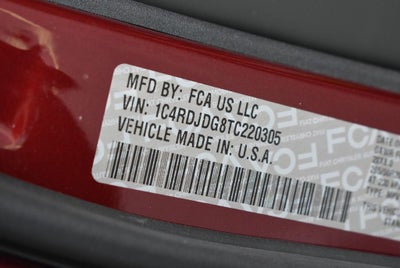 MFD BY: FCA US LLC
VIN: 1C4RDJDG8TC220305
VEHICLE MADE IN: U.S.A.